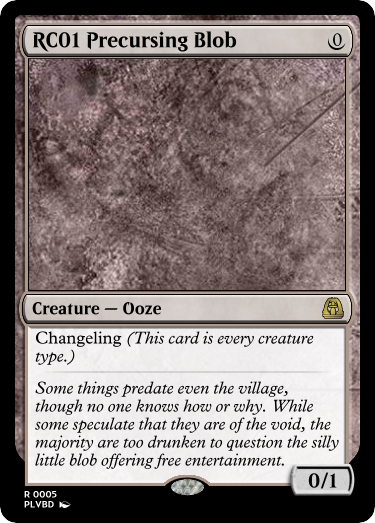 RC01 Precursing Blob 0
Creature — Ooze
Changeling (This card is every creature
type.)
Some things predate even the village,
though no one knows how or why. While
some speculate that they are of the void, the
majority are too drunken to question the silly
little blob offering free entertainment.
0/1
R 0005
PLVBD